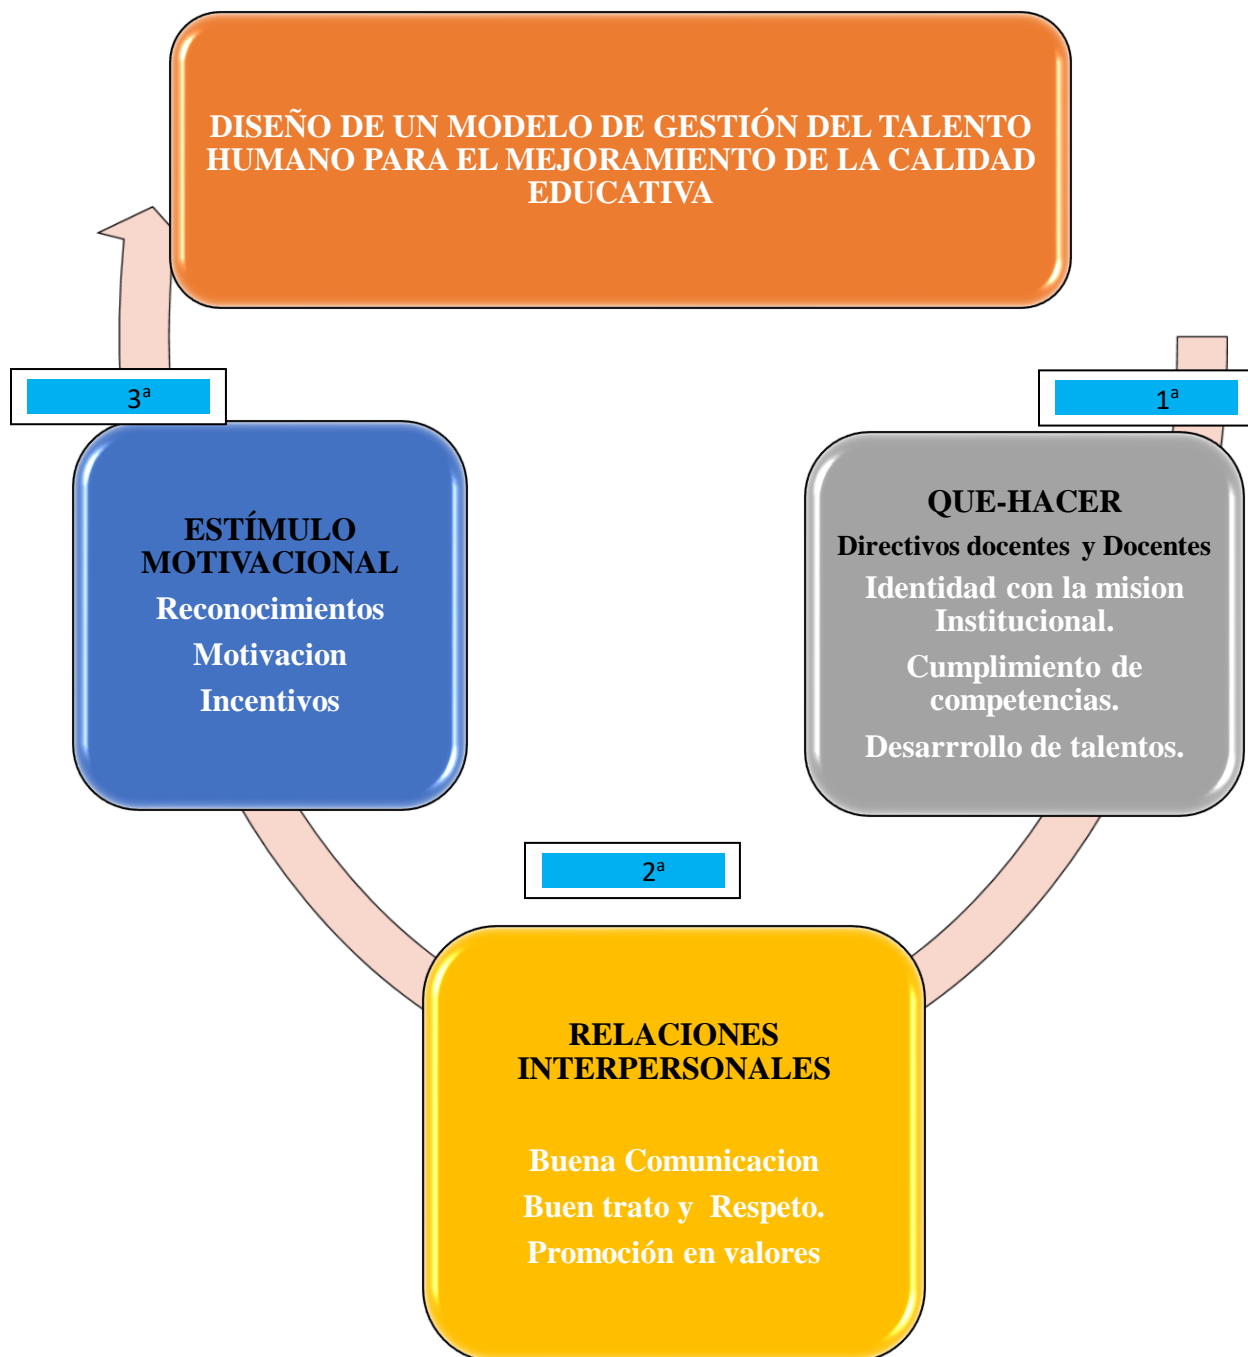 DISEÑO DE UN MODELO DE GESTIÓN DEL TALENTO
HUMANO PARA EL MEJORAMIENTO DE LA CALIDAD
EDUCATIVA
1ª
QUE-HACER
Directivos docentes y Docentes
Identidad con la mision
Institucional.
Cumplimiento de
competencias.
Desarrrollo de talentos.
2ª
RELACIONES
INTERPERSONALES
Buena Comunicacion
Buen trato y Respeto.
Promoción en valores
3ª
ESTÍMULO
MOTIVACIONAL
Reconocimientos
Motivacion
Incentivos